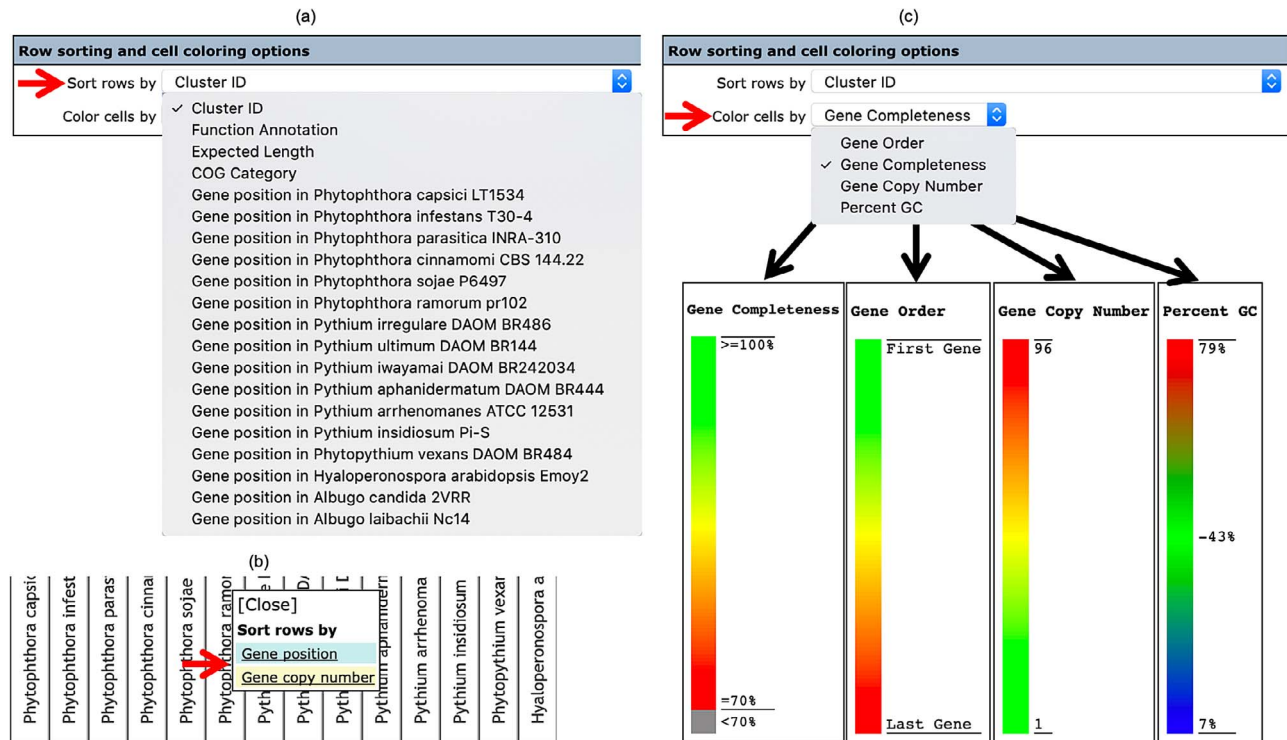 (a)
Row sorting and cell coloring options
Sort rows by Cluster ID
Color cells by
✓ Cluster ID
Function Annotation
Expected Length
COG Category
Gene position in Phytophthora capsici LT1534
Gene position in Phytophthora infestans T30-4
Gene position in Phytophthora parasitica INRA-310
Gene position in Phytophthora cinnamomi CBS 144.22
Gene position in Phytophthora sojae P6497
Gene position in Phytophthora ramorum pr102
Gene position in Pythium irregulare DAOM BR486
Gene position in Pythium ultimum DAOM BR144
Gene position in Pythium iwayamai DAOM BR242034
Gene position in Pythium aphanidermatum DAOM BR444
Gene position in Pythium arrhenomanes ATCC 12531
Gene position in Pythium insidiosum Pi-S
Gene position in Phytopythium vexans DAOM BR484
Gene position in Hyaloperonospora arabidopsis Emoy2
Gene position in Albugo candida 2VRR
Gene position in Albugo laibachii Nc14
(b)
Phytophthora capsic
Phytophthora infest
Phytophthora paras
Phytophthora cinnar
Phytophthora sojae
Phytophthora ramor
Pythium aphaniderm
Pythium arrhenoma
Pythium insidiosum
Phytopythium vexar
Hyaloperonospora a
[Close]
Sort rows by
Gene position
Gene copy number
(c)
Row sorting and cell coloring options
Sort rows by Cluster ID
Color cells by Gene Completeness
Gene Order
✓ Gene Completeness
Gene Copy Number
Percent GC
Gene Completeness
>=100%
=70%
<70%
Gene Order
First Gene
Last Gene
Gene Copy Number
96
1
Percent GC
79%
-43%
7%